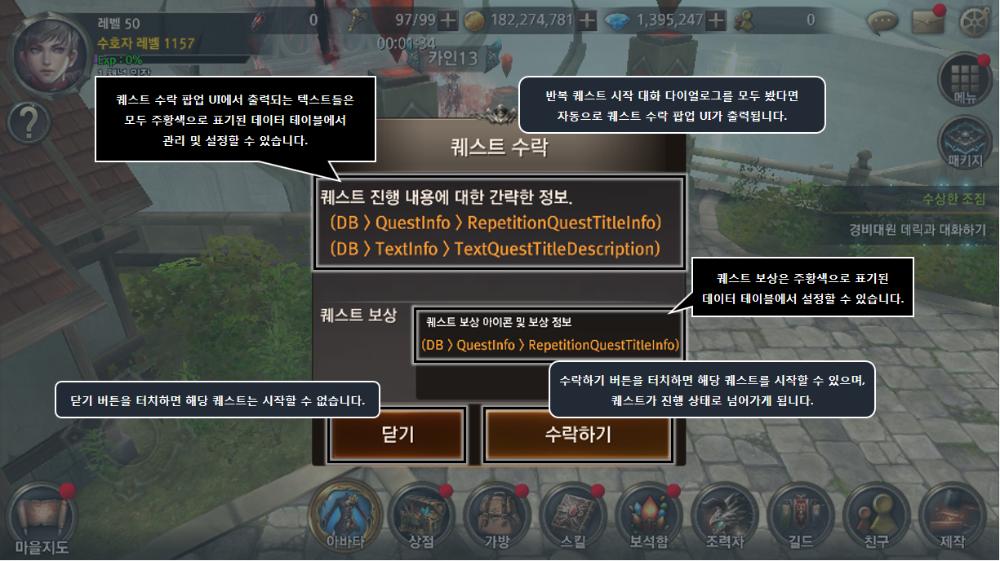 레벨 50
수호자 레벨 1157
Exp : 0%
1 채널 입장
0
97/99
00:01:34
182,274,781
1,395,247
0
카인13
메뉴
패키지
퀘스트 수락 팝업 UI에서 출력되는 텍스트들은
모두 주황색으로 표기된 데이터 테이블에서
관리 및 설정할 수 있습니다.
반복 퀘스트 시작 대화 다이얼로그를 모두 봤다면
자동으로 퀘스트 수락 팝업 UI가 출력됩니다.
퀘스트 수락
퀘스트 진행 내용에 대한 간략한 정보.
(DB > QuestInfo > RepetitionQuestTitleInfo)
(DB > TextInfo > TextQuestTitleDescription)
수상한 조짐
경비대원 데릭과 대화하기
퀘스트 보상은 주황색으로 표기된
데이터 테이블에서 설정할 수 있습니다.
퀘스트 보상
퀘스트 보상 아이콘 및 보상 정보
(DB > QuestInfo > RepetitionQuestTitleInfo)
닫기 버튼을 터치하면 해당 퀘스트는 시작할 수 없습니다.
수락하기 버튼을 터치하면 해당 퀘스트를 시작할 수 있으며,
퀘스트가 진행 상태로 넘어가게 됩니다.
닫기
수락하기
마을지도
아바타
상점
가방
스킬
보석함
조력자
길드
친구
제작